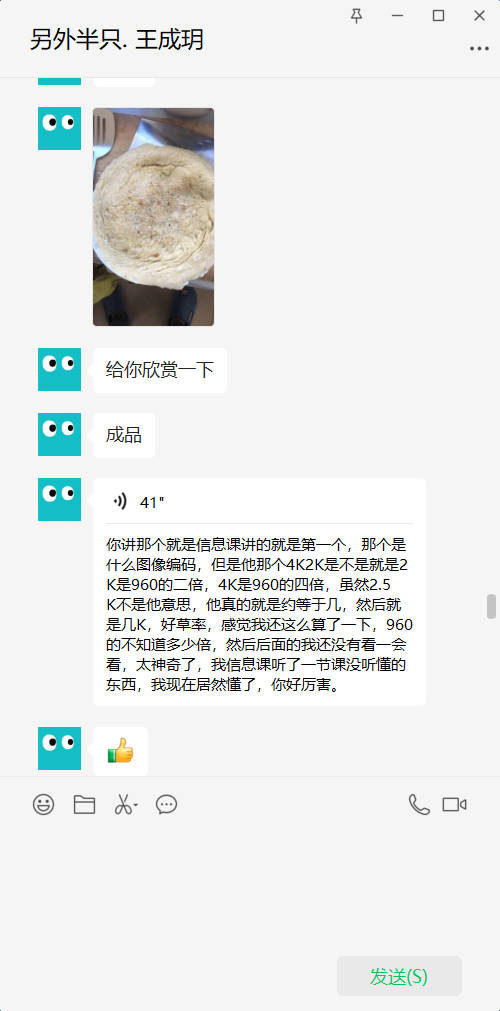 另外半只. 王成玥
给你欣赏一下
成品
41"
你讲那个就是信息课讲的就是第一个，那个是
什么图像编码，但是他那个4K2K是不是就是2
K是960的二倍，4K是960的四倍，虽然2.5
K不是他意思，他真的就是约等于几，然后就
是几K，好草率，感觉我还这么算了一下，960
的不知道多少倍，然后后面的我还没有看一会
看，太神奇了，我信息课听了一节课没听懂的
东西，我现在居然懂了，你好厉害。
发送(S)